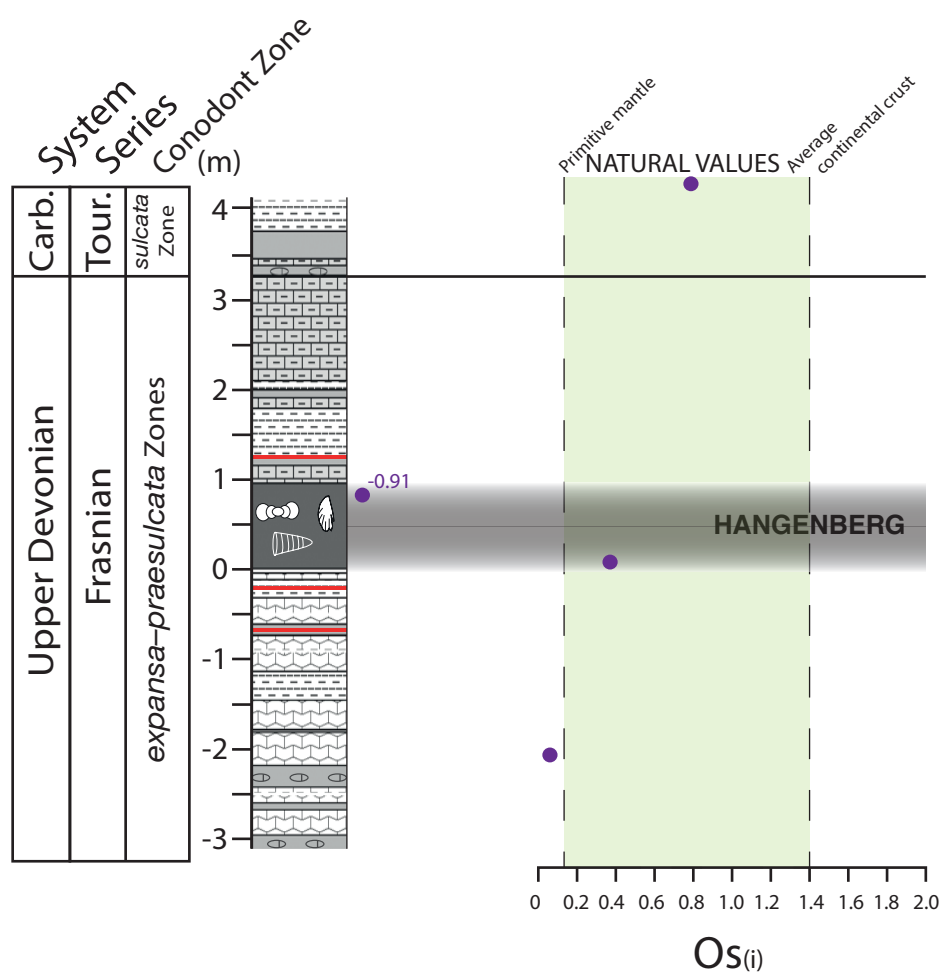 System
Series
Conodont Zone
(m)
Primitive mantle
NATURAL VALUES
Average
continental crust
Carb.
Tour.
sulcata
Zone
Upper Devonian
Frasnian
expansa–praesulcata Zones
4
3
2
1
0
-1
-2
-3
-0.91
HANGENBERG
0 0.2 0.4 0.6 0.8 1.0 1.2 1.4 1.6 1.8 2.0
Os(i)